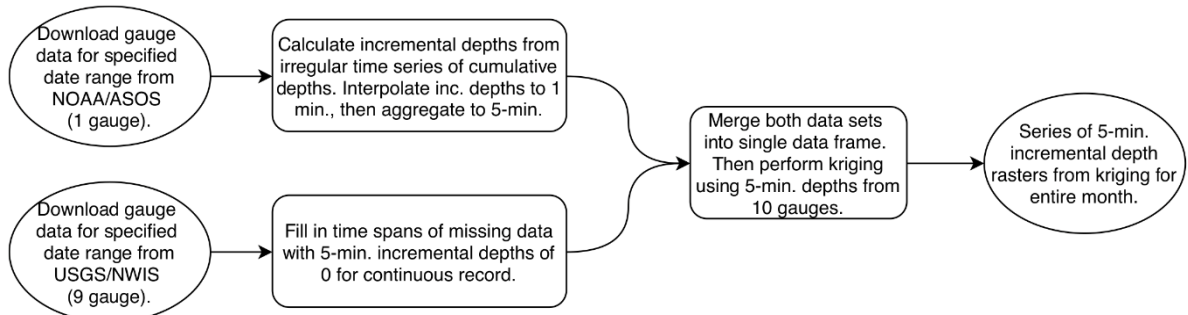 Download gauge
data for specified
date range from
NOAA/ASOS
(1 gauge).
Calculate incremental depths from
irregular time series of cumulative
depths. Interpolate inc. depths to 1
min., then aggregate to 5-min.
Download gauge
data for specified
date range from
USGS/NWIS
(9 gauge).
Fill in time spans of missing data
with 5-min. incremental depths of
0 for continuous record.
Merge both data sets
into single data frame.
Then perform kriging
using 5-min. depths from
10 gauges.
Series of 5-min.
incremental depth
rasters from kriging for
entire month.